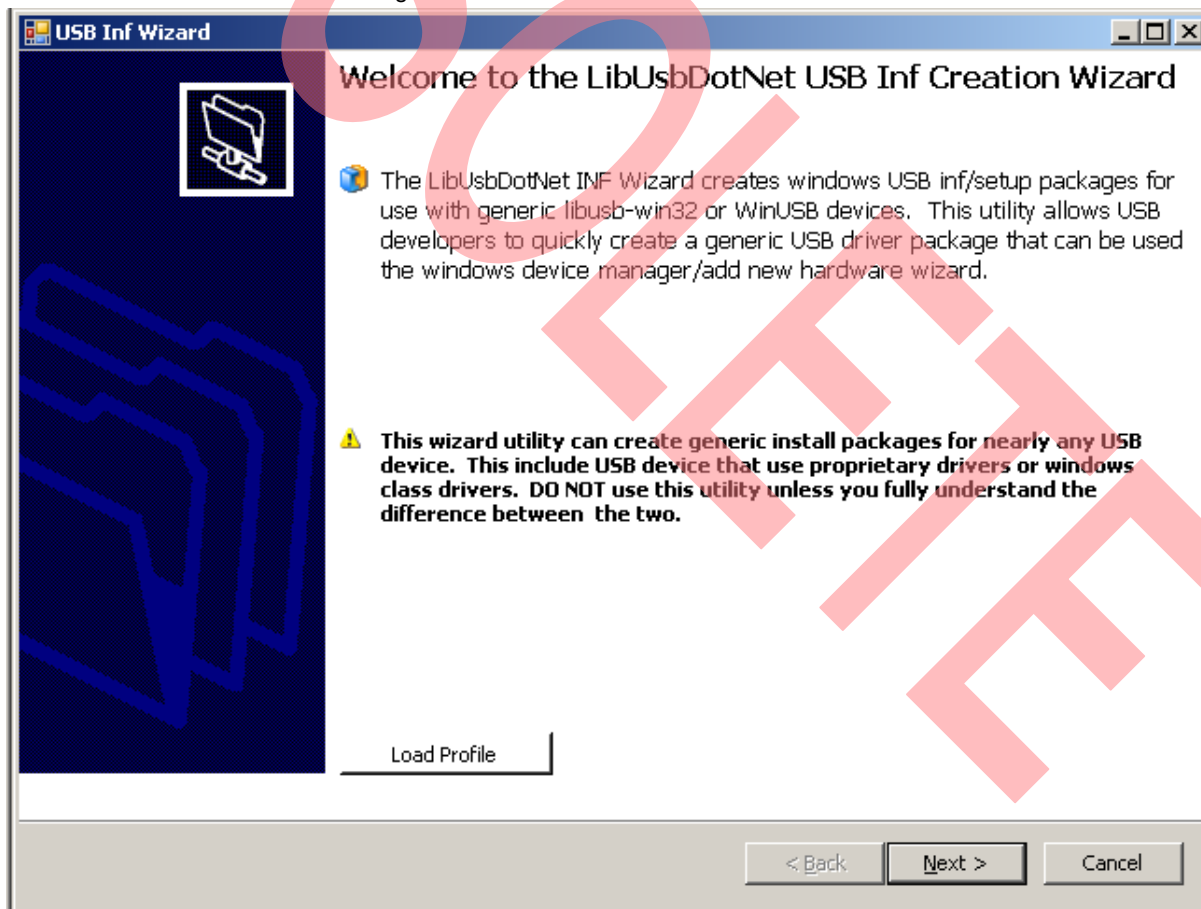 USB Inf Wizard
Welcome to the LibUsbDotNet USB Inf Creation Wizard
The LibUsbDotNet INF Wizard creates windows USB inf/setup packages for
use with generic libusb-win32 or WinUSB devices.  This utility allows USB
developers to quickly create a generic USB driver package that can be used
the windows device manager/add new hardware wizard.
This wizard utility can create generic install packages for nearly any USB
device.  This include USB device that use proprietary drivers or windows
class drivers.  DO NOT use this utility unless you fully understand the
difference between  the two.
Load Profile
< Back
Next >
Cancel
OLETE